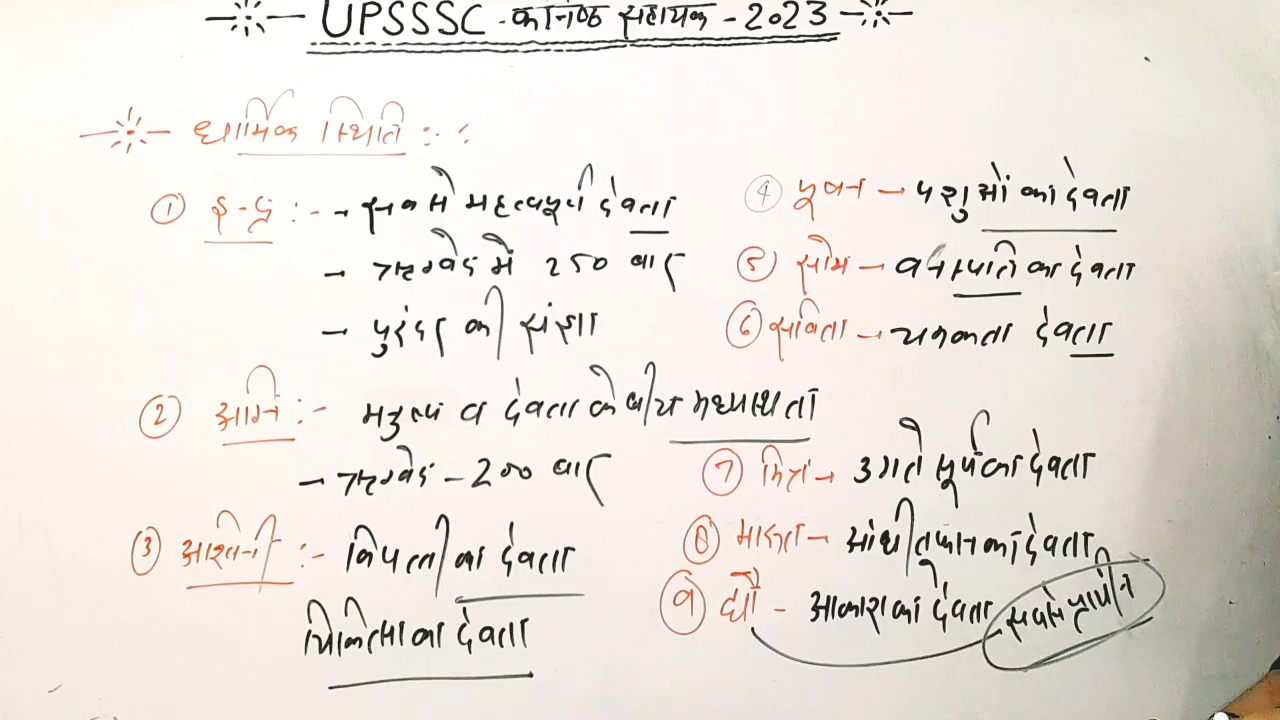 UPSSSC - कनिष्ठ सहायक - 2023
धार्मिक स्थिति : - :
① इन्द्र : - → सबसे महत्वपूर्ण देवता
→ ऋग्वेद में 250 बार
→ पुरंदर की संज्ञा
② अग्नि : - मनुष्य व देवता के बीच मध्यस्थता
→ ऋग्वेद - 200 बार
③ अश्विनी : - विपत्ती का देवता
चिकित्सा का देवता
④ पूषन → पशुओं का देवता
⑤ सोम → वनस्पति का देवता
⑥ सविता → चमकता देवता
⑦ मित्र → उगते सूर्य का देवता
⑧ मारुत → आंधी तूफान का देवता
⑨ द्यौ - आकाश का देवता सबसे प्राचीन